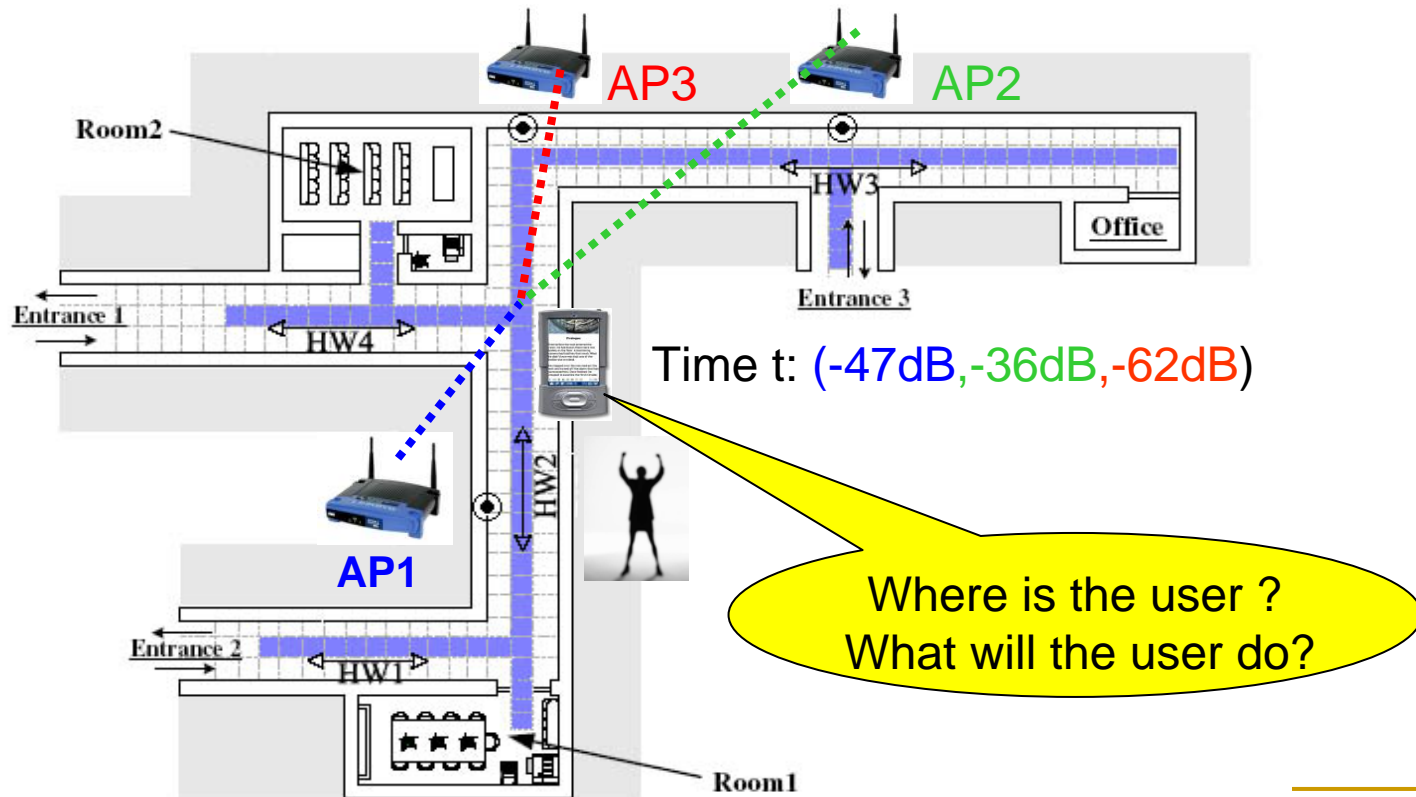 AP3
AP2
Room2
HW3
Office
Entrance 1
Entrance 3
HW4
Time t: (-47dB,-36dB,-62dB)
HW2
AP1
Where is the user ?
What will the user do?
Entrance 2
HW1
Room1